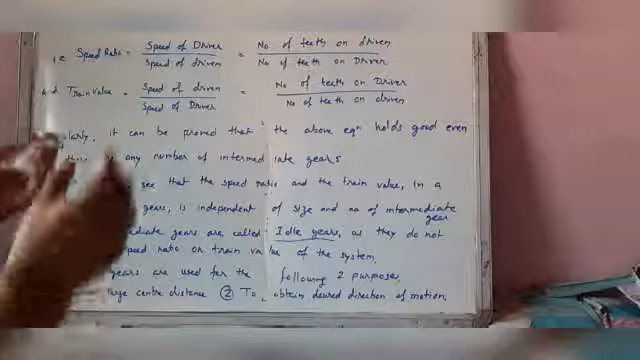 i.e Speed Ratio = Speed of Driver / Speed of driven = No of teeth on driven / No of teeth on Driver
and Train Value = Speed of driven / Speed of Driver = No of teeth on Driver / No of teeth on driven
it can be proved that the above eqn holds good even
any number of intermediate gears
see that the speed ratio and the train value, in a
gears, is independent of size and no of intermediate gear
gears are called Idle gears, as they do not
speed ratio or train value of the system.
gears are used for the following 2 purposes,
large centre distance ② To obtain desired direction of motion.